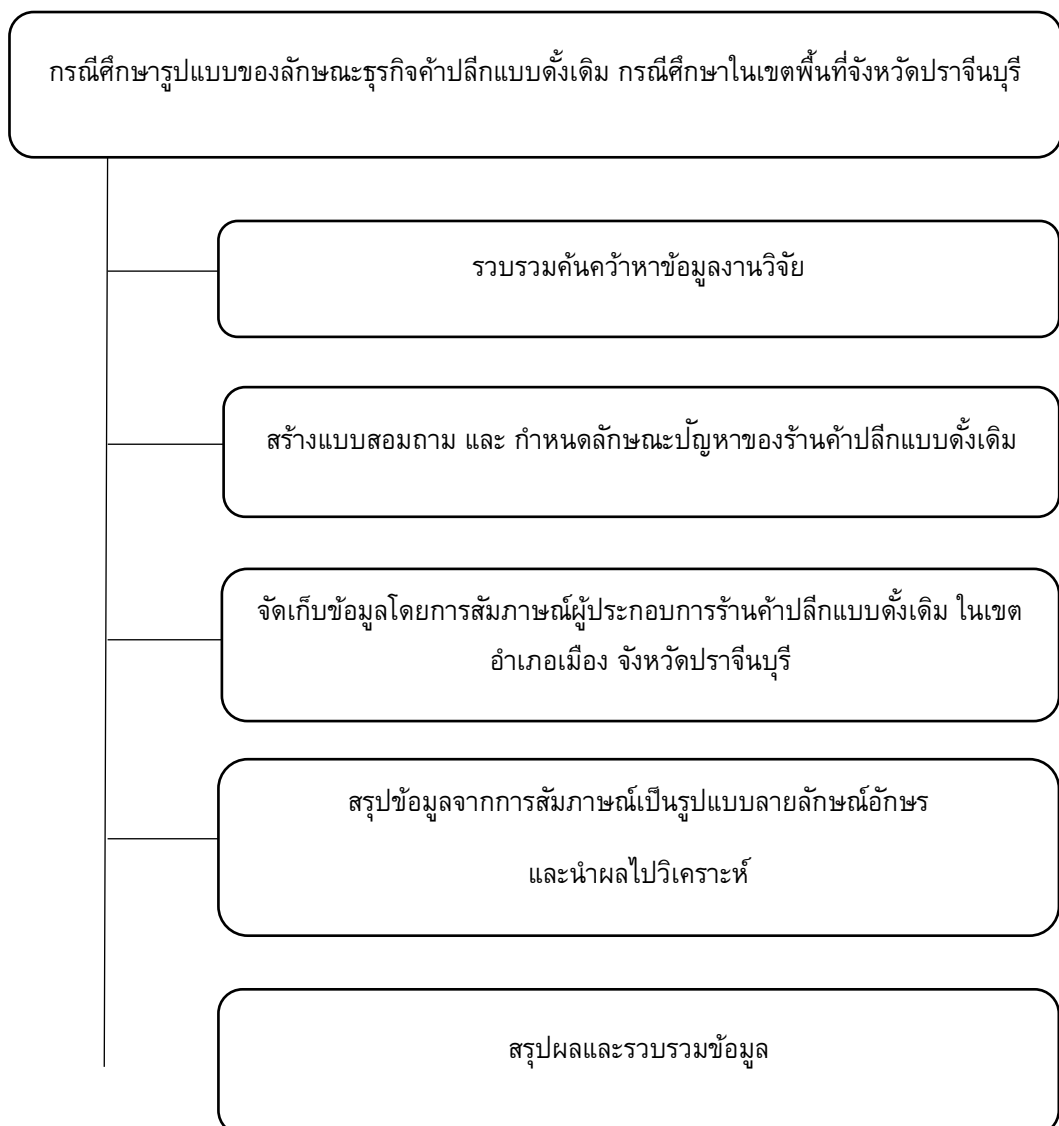 กรณีศึกษารูปแบบของลักษณะธุรกิจค้าปลีกแบบดั้งเดิม กรณีศึกษาในเขตพื้นที่จังหวัดปราจีนบุรี
รวบรวมค้นคว้าหาข้อมูลงานวิจัย
สร้างแบบสอมถาม และ กำหนดลักษณะปัญหาของร้านค้าปลีกแบบดั้งเดิม
จัดเก็บข้อมูลโดยการสัมภาษณ์ผู้ประกอบการร้านค้าปลีกแบบดั้งเดิม ในเขต
อำเภอเมือง จังหวัดปราจีนบุรี
สรุปข้อมูลจากการสัมภาษณ์เป็นรูปแบบลายลักษณ์อักษร
และนำผลไปวิเคราะห์
สรุปผลและรวบรวมข้อมูล